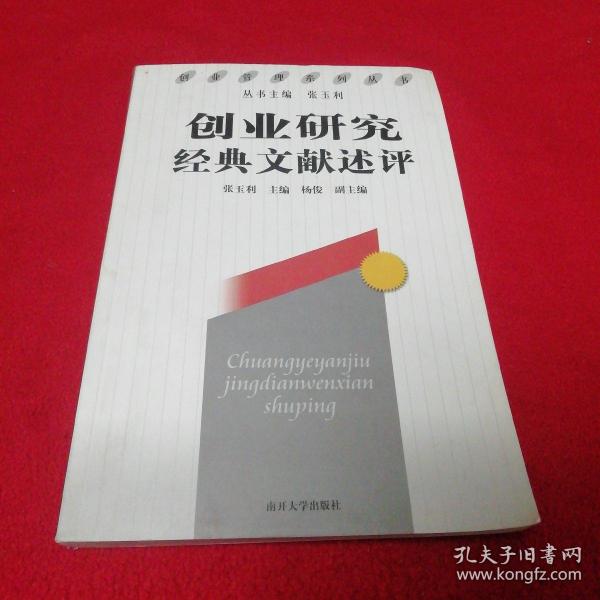 创业管理系列丛书
丛书主编 张玉利
创业研究
经典文献述评
张玉利 主编 杨俊 副主编
Chuangyeyanjiu
jingdianwenxian
shuping
南开大学出版社
孔夫子旧书网
www.kongfz.com